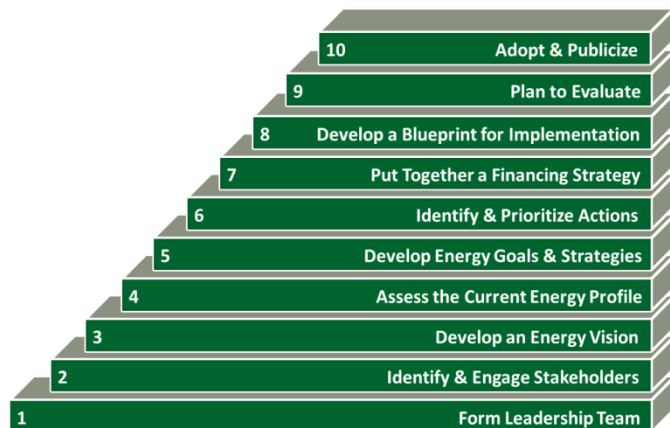 10 Adopt & Publicize
9 Plan to Evaluate
8 Develop a Blueprint for Implementation
7 Put Together a Financing Strategy
6 Identify & Prioritize Actions
5 Develop Energy Goals & Strategies
4 Assess the Current Energy Profile
3 Develop an Energy Vision
2 Identify & Engage Stakeholders
1 Form Leadership Team